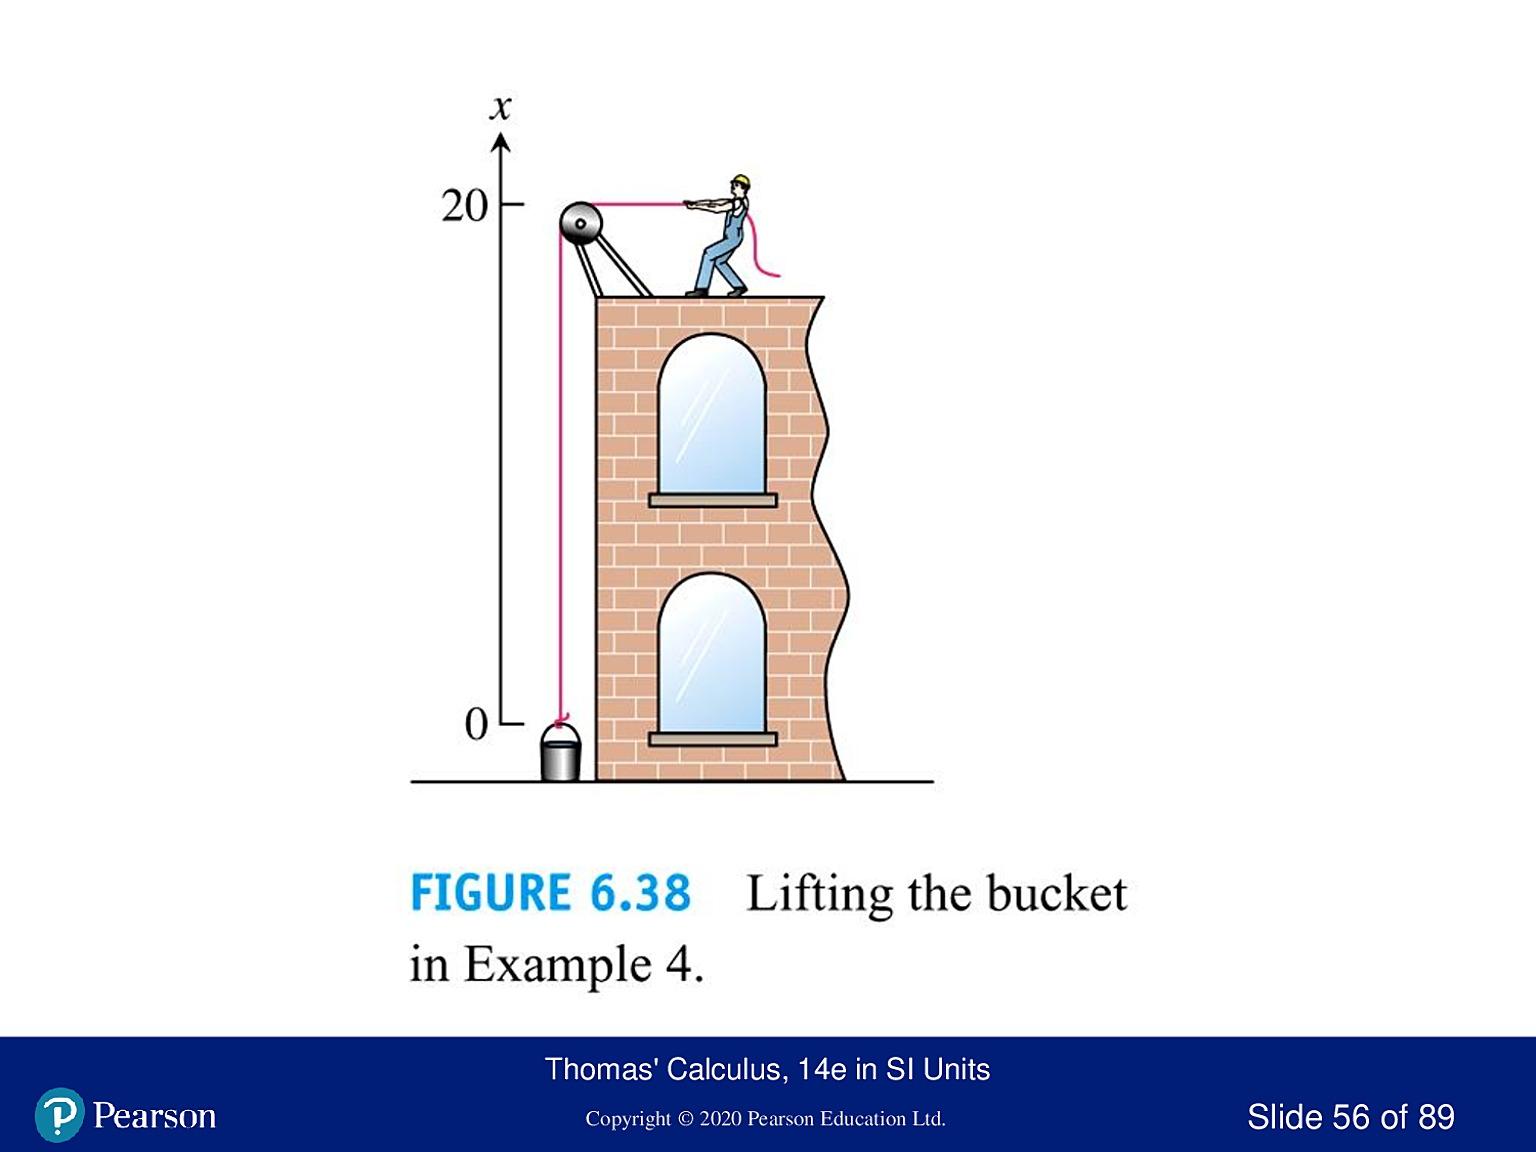 x
20
0
FIGURE 6.38 Lifting the bucket
in Example 4.
Thomas' Calculus, 14e in SI Units
Pearson
Copyright © 2020 Pearson Education Ltd.
Slide 56 of 89